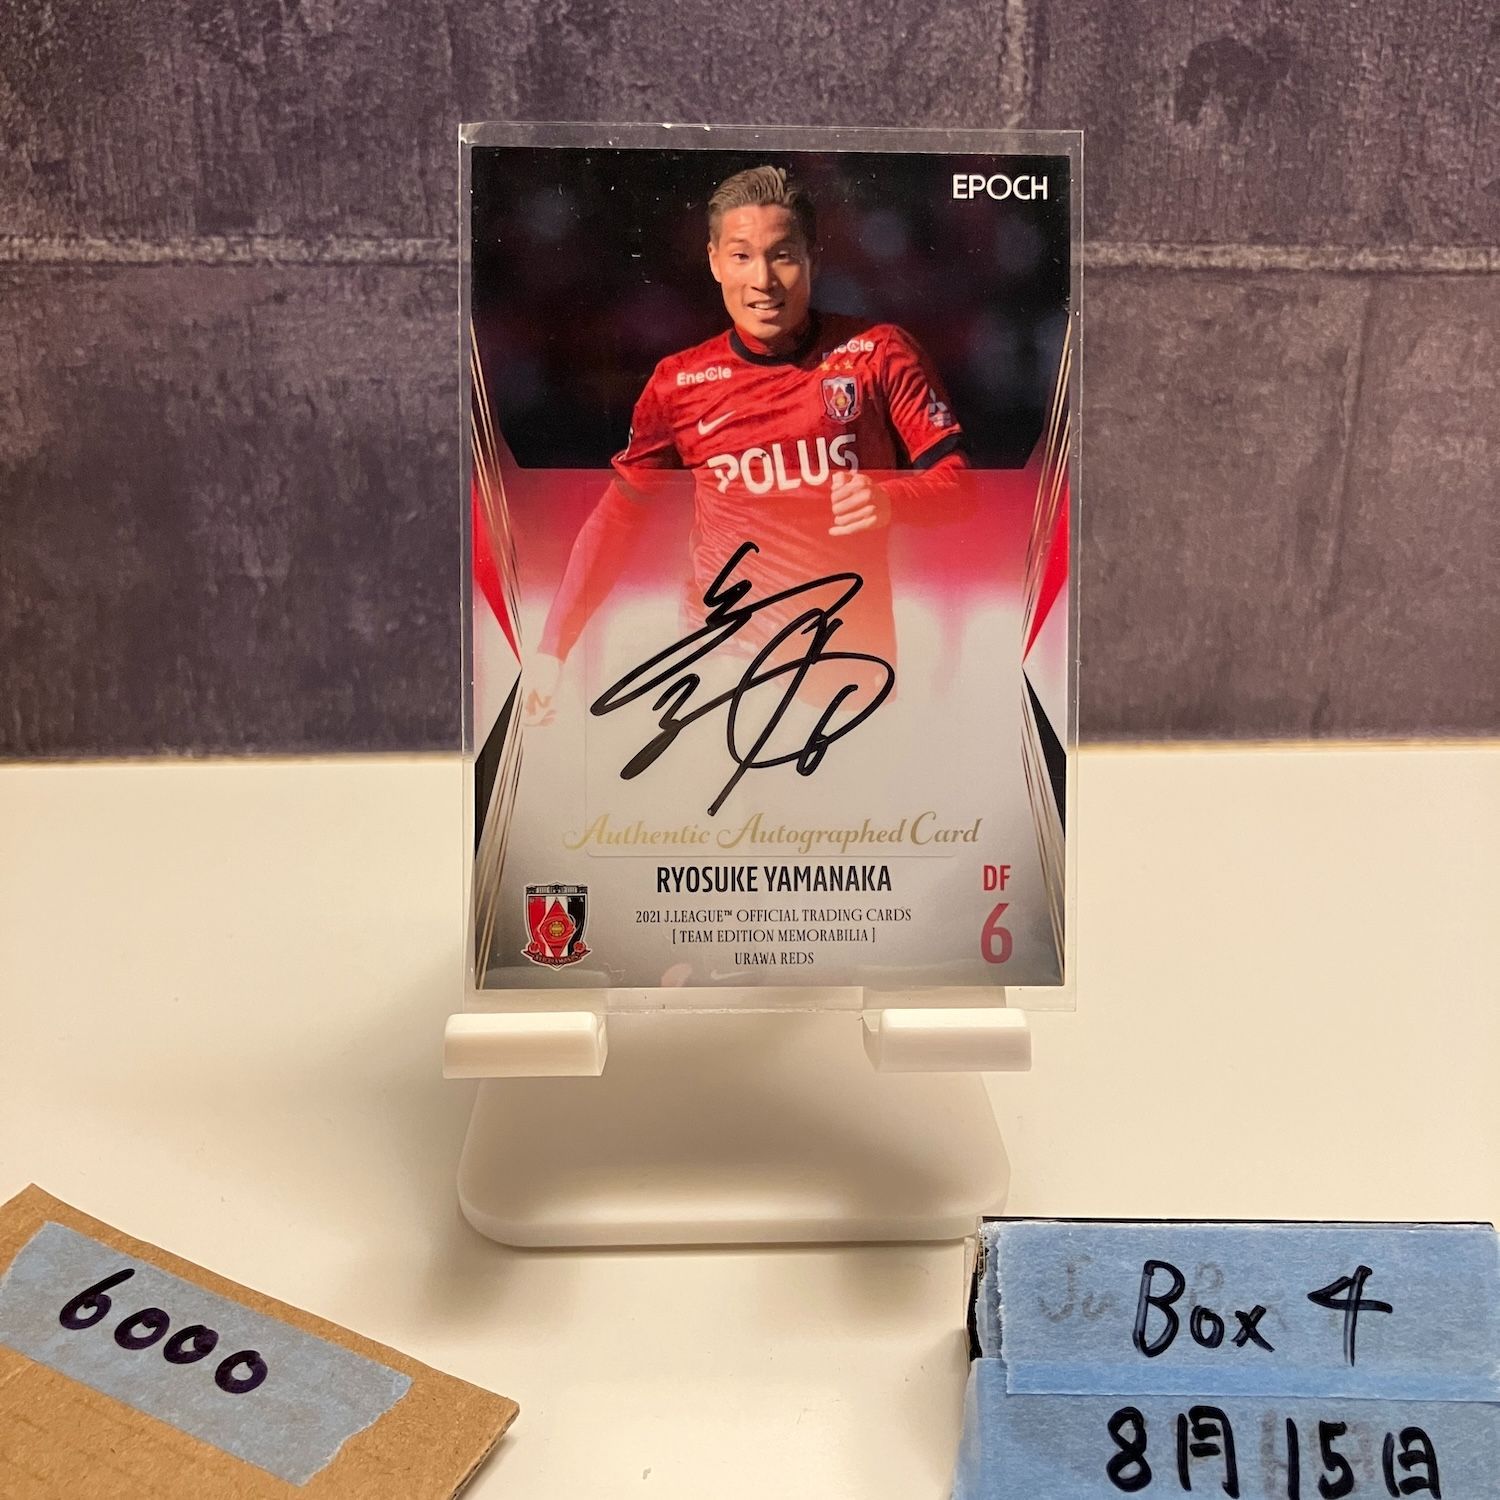 EPOCH
EneCle
eCle
POLUS
Authentic Autographed Card
RYOSUKE YAMANAKA
DF
6
2021 J.LEAGUE™ OFFICIAL TRADING CARDS
[ TEAM EDITION MEMORABILIA ]
URAWA REDS
6000
Box 4
8月15日